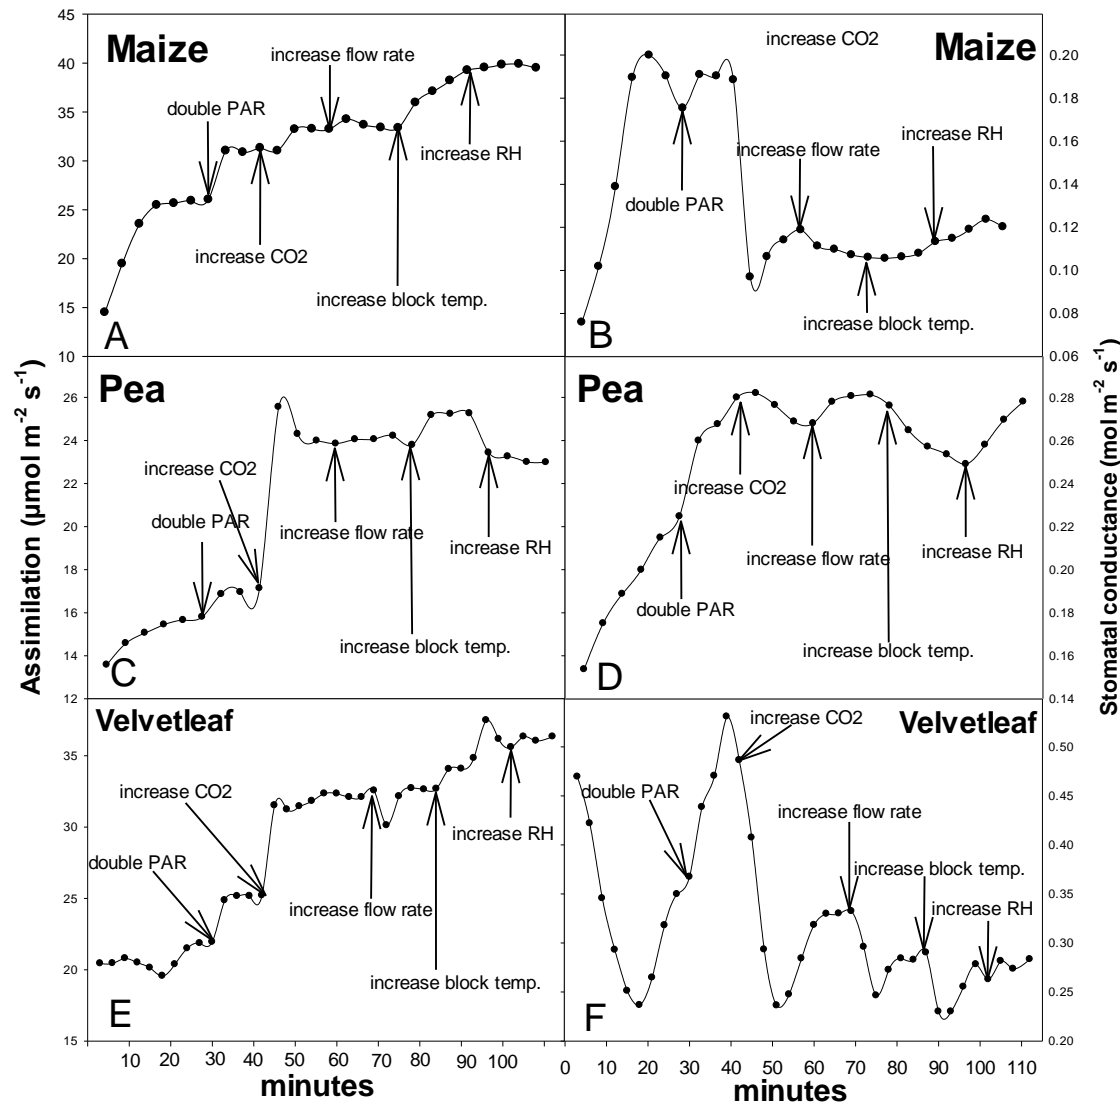 45
Maize
increase flow rate
40
double PAR
35
30
increase RH
25
increase CO2
20
increase block temp.
15
A
10
increase CO2
Maize
0.20
0.18
increase RH
0.16
increase flow rate
0.14
double PAR
0.12
0.10
0.08
increase block temp.
B
0.06
Assimilation (µmol m-2 s-1)
Stomatal conductance (mol m-2 s-1)
Pea
26
24
increase CO2
22
double PAR
20
increase flow rate
increase RH
18
16
increase block temp.
14
C
12
Pea
0.28
0.26
increase CO2
0.24
0.22
increase flow rate
increase RH
0.20
double PAR
0.18
increase block temp.
0.16
D
0.14
Velvetleaf
35
increase CO2
30
increase RH
double PAR
25
increase flow rate
20
increase block temp.
E
15
10 20 30 40 50 60 70 80 90 100
minutes
increase CO2
Velvetleaf
0.50
double PAR
0.45
increase flow rate
0.40
increase block temp.
0.35
increase RH
0.30
0.25
F
0.20
0 10 20 30 40 50 60 70 80 90 100 110
minutes